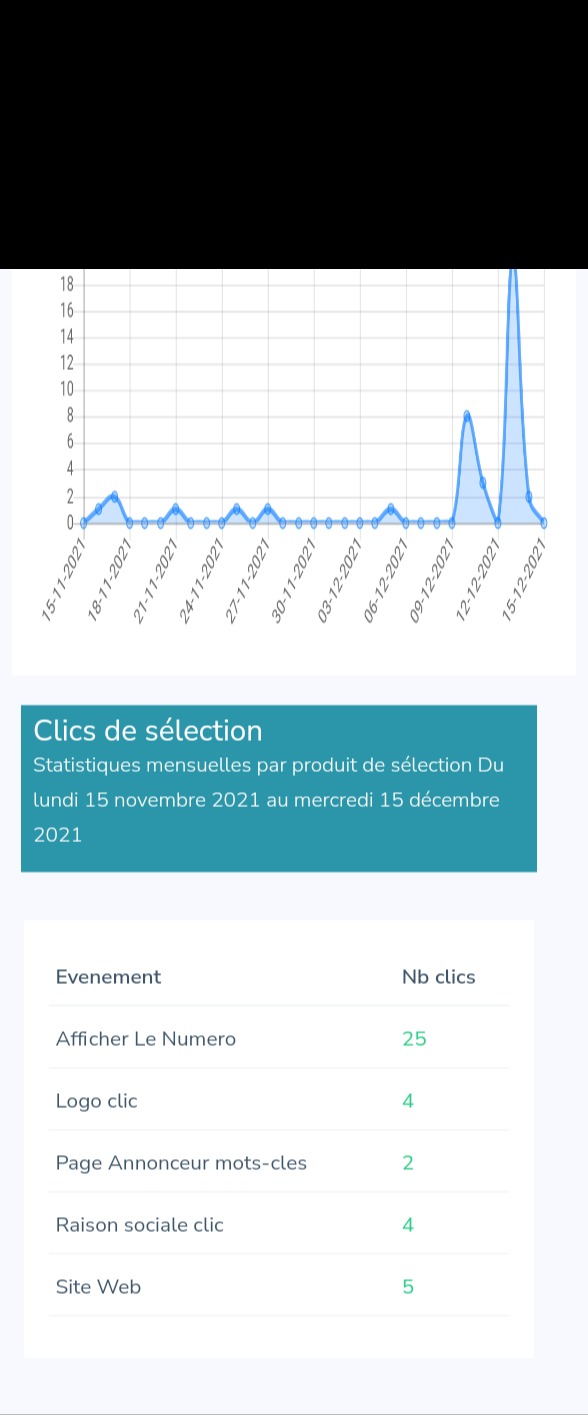 18
16
14
12
10
8
6
4
2
0
15-11-2021
18-11-2021
21-11-2021
24-11-2021
27-11-2021
30-11-2021
03-12-2021
06-12-2021
09-12-2021
12-12-2021
15-12-2021
Clics de sélection
Statistiques mensuelles par produit de sélection Du
lundi 15 novembre 2021 au mercredi 15 décembre
2021
Evenement Nb clics
Afficher Le Numero 25
Logo clic 4
Page Annonceur mots-cles 2
Raison sociale clic 4
Site Web 5